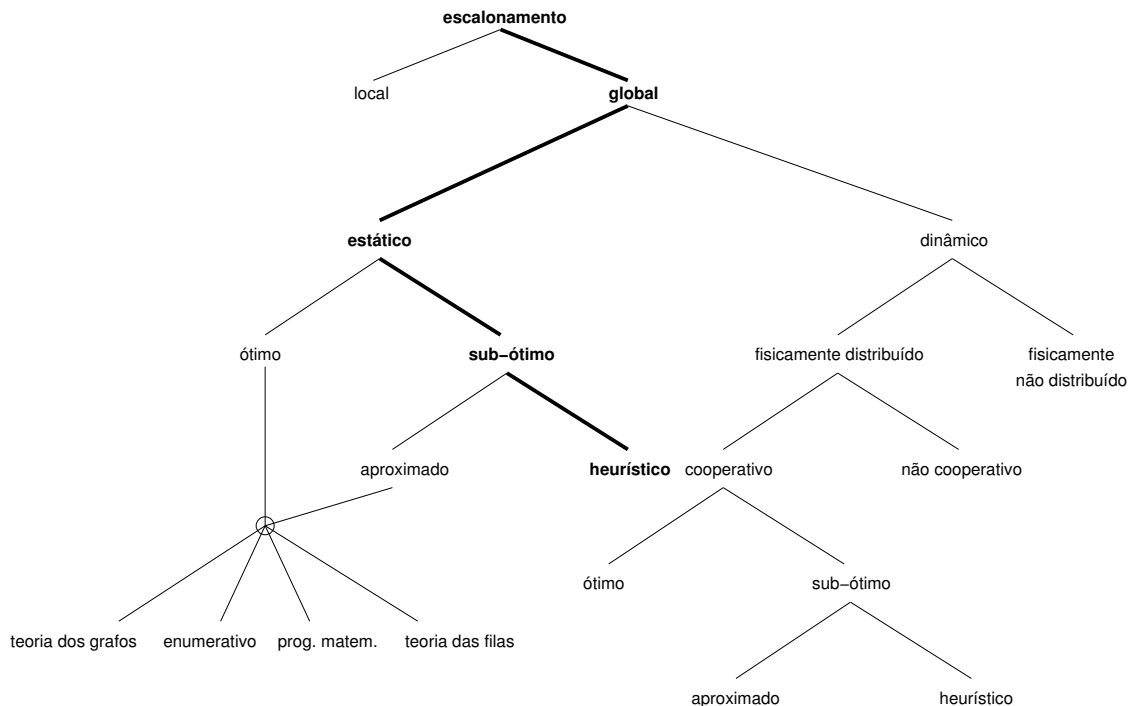 escalonamento
local
global
estático
dinâmico
ótimo
sub-ótimo
fisicamente distribuído
fisicamente
não distribuído
aproximado
heurístico
cooperativo
não cooperativo
ótimo
sub-ótimo
teoria dos grafos
enumerativo
prog. matem.
teoria das filas
aproximado
heurístico